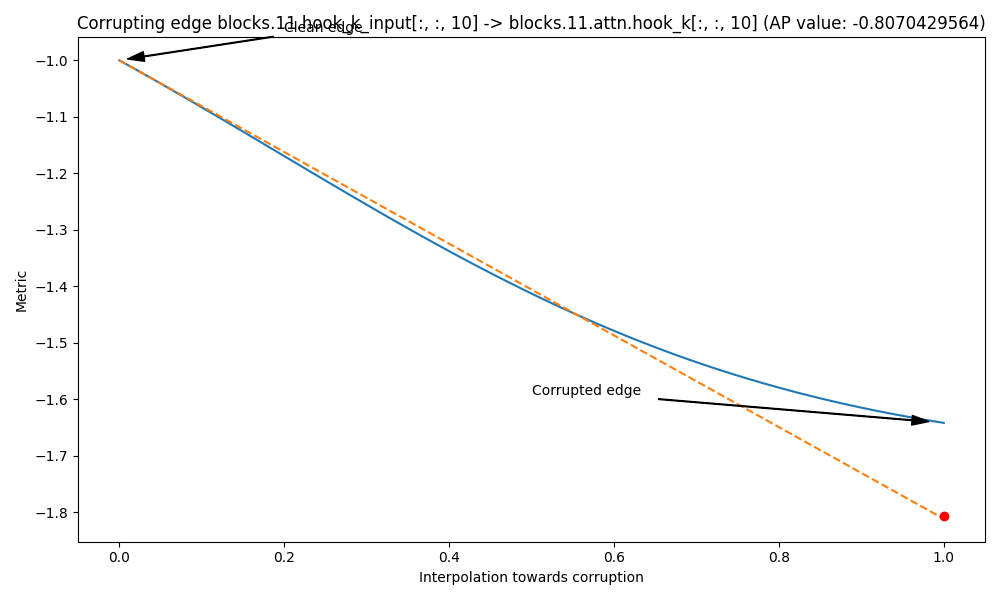 Corrupting edge blocks.11.hook_k_input[:, :, 10] -> blocks.11.attn.hook_k[:, :, 10] (AP value: -0.8070429564)
Clean edge
−1.0
−1.1
−1.2
−1.3
−1.4
−1.5
−1.6
−1.7
−1.8
Metric
Corrupted edge
0.0 0.2 0.4 0.6 0.8 1.0
Interpolation towards corruption